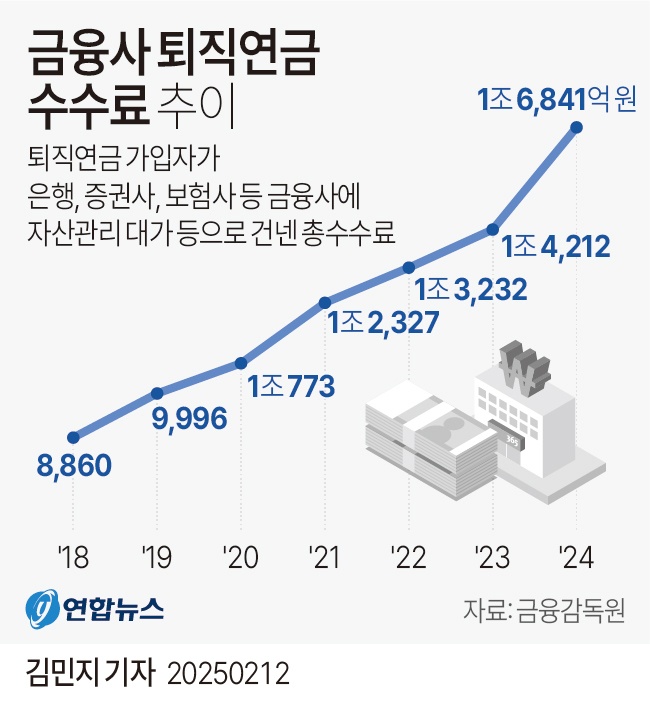 금융사 퇴직연금
수수료 추이
퇴직연금 가입자가
은행, 증권사, 보험사 등 금융사에
자산관리 대가 등으로 건넨 총수수료
8,860
9,996
1조 773
1조 2,327
1조 3,232
1조 4,212
1조 6,841억 원
₩
365
'18 '19 '20 '21 '22 '23 '24
연합뉴스
자료: 금융감독원
김민지 기자 20250212